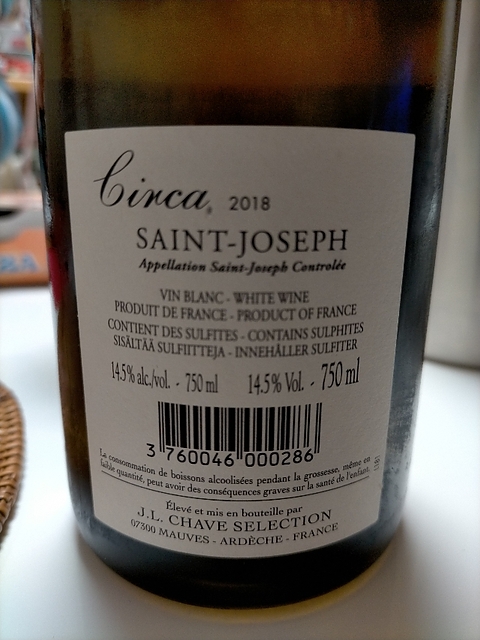 Circa, 2018
SAINT-JOSEPH
Appellation Saint-Joseph Controlée
VIN BLANC - WHITE WINE
PRODUIT DE FRANCE - PRODUCT OF FRANCE
CONTIENT DES SULFITES - CONTAINS SULPHITES
SISÄLTÄÄ SULFIITTEJA - INNEHÅLLER SULFITER
14.5% alc./vol. - 750 ml 14.5% Vol. - 750 ml
3 760046 000286
La consommation de boissons alcoolisées pendant la grossesse, même en
faible quantité, peut avoir des conséquences graves sur la santé de l'enfant.
Élevé et mis en bouteille par
J.L. CHAVE SELECTION
07300 MAUVES - ARDÈCHE - FRANCE